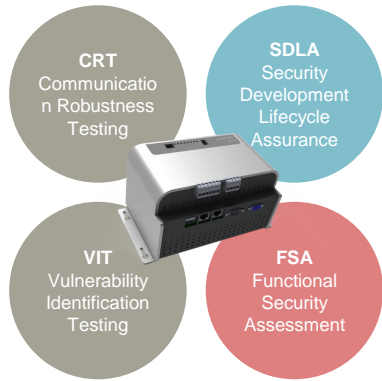 CRT
Communicatio
n Robustness
Testing
SDLA
Security
Development
Lifecycle
Assurance
VIT
Vulnerability
Identification
Testing
FSA
Functional
Security
Assessment